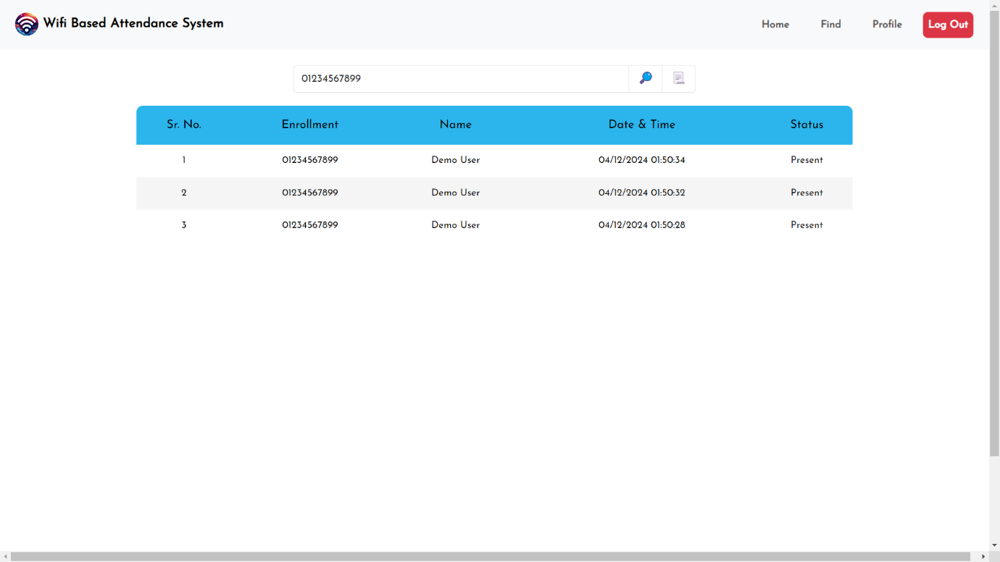 Wifi Based Attendance System
Home Find Profile Log Out
01234567899
Sr. No. Enrollment Name Date & Time Status
1 01234567899 Demo User 04/12/2024 01:50:34 Present
2 01234567899 Demo User 04/12/2024 01:50:32 Present
3 01234567899 Demo User 04/12/2024 01:50:28 Present